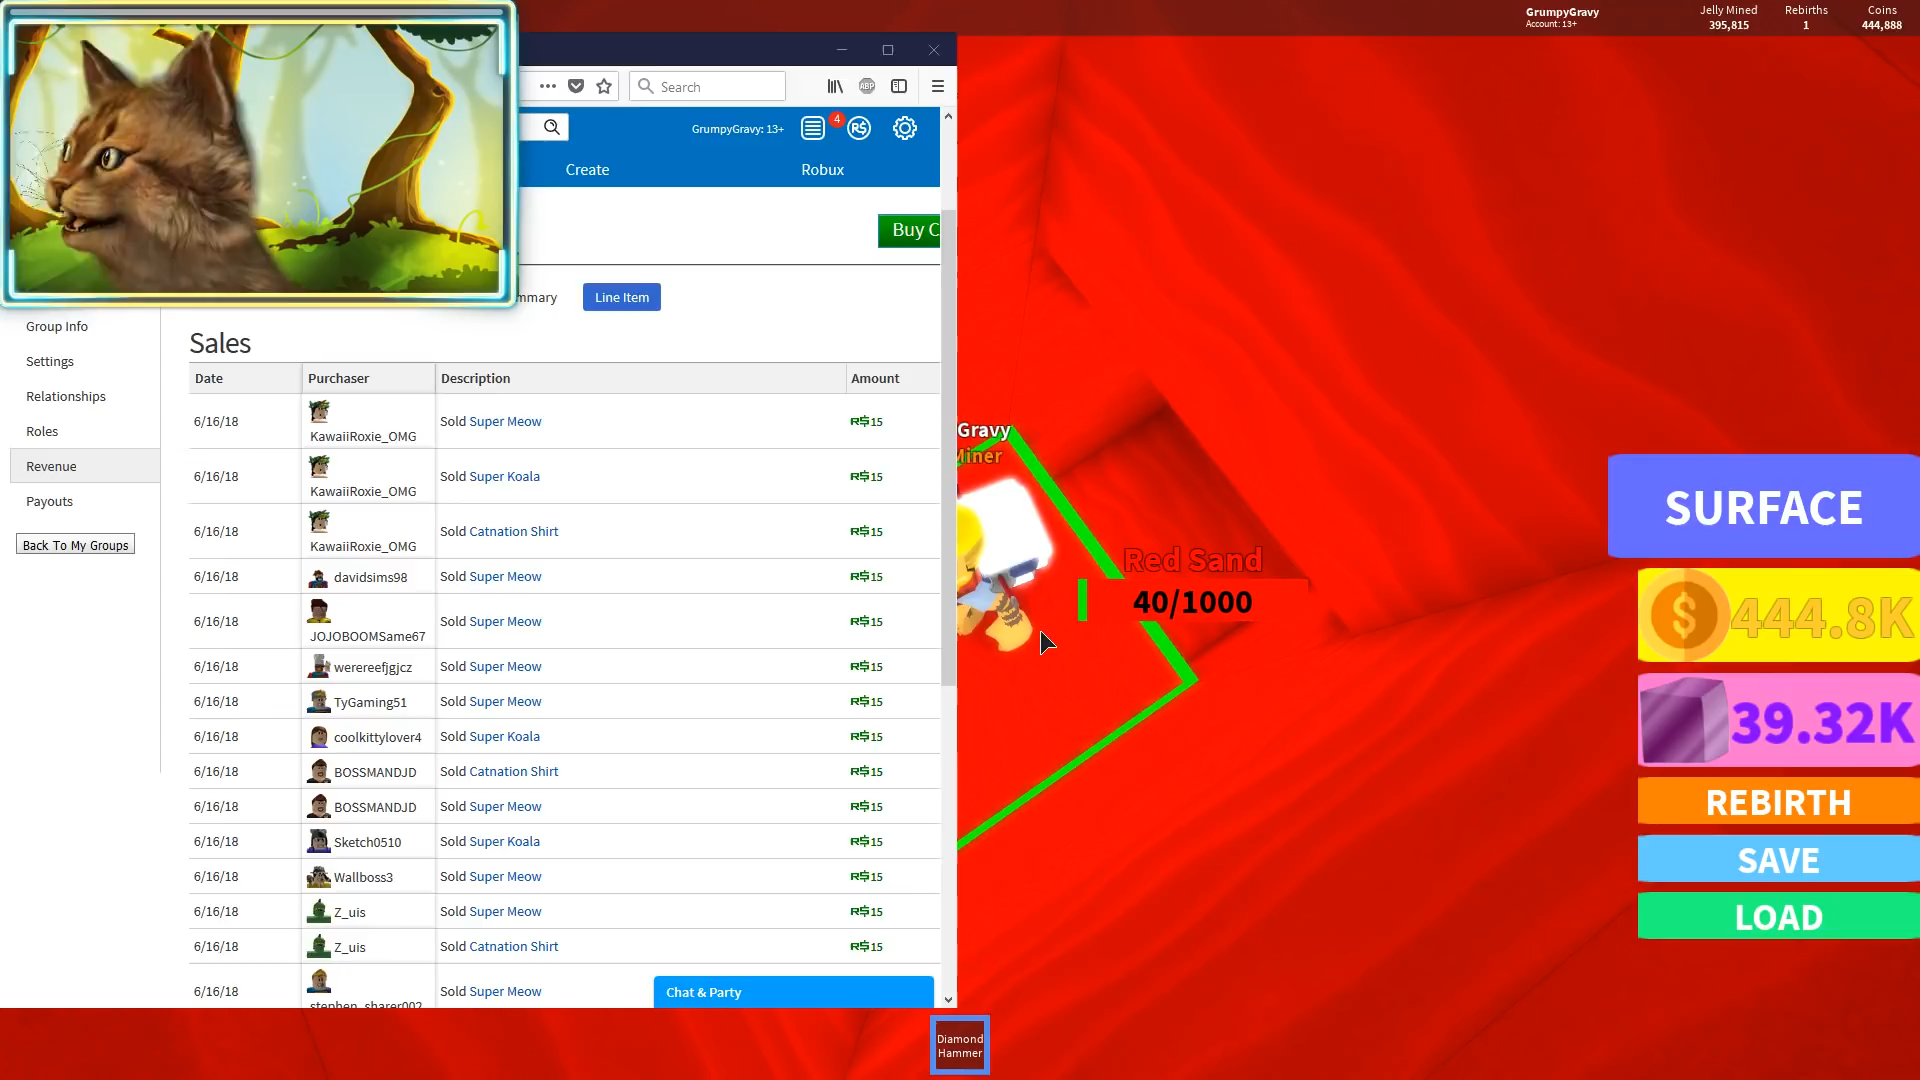 GrumpyGravy
Account: 13+
Jelly Mined
395,815
Rebirths
1
Coins
444,888
Search
ABP
GrumpyGravy: 13+
4
R$
Create
Robux
Buy C
mmary
Line Item
Group Info
Settings
Relationships
Roles
Revenue
Payouts
Back To My Groups
Sales
Date Purchaser Description Amount
6/16/18 KawaiiRoxie_OMG Sold Super Meow R$15
6/16/18 KawaiiRoxie_OMG Sold Super Koala R$15
6/16/18 KawaiiRoxie_OMG Sold Catnation Shirt R$15
6/16/18 davidsims98 Sold Super Meow R$15
6/16/18 JOJOBOOMSame67 Sold Super Meow R$15
6/16/18 werereefjgjcz Sold Super Meow R$15
6/16/18 TyGaming51 Sold Super Meow R$15
6/16/18 coolkittylover4 Sold Super Koala R$15
6/16/18 BOSSMANDJD Sold Catnation Shirt R$15
6/16/18 BOSSMANDJD Sold Super Meow R$15
6/16/18 Sketch0510 Sold Super Koala R$15
6/16/18 Wallboss3 Sold Super Meow R$15
6/16/18 Z_uis Sold Super Meow R$15
6/16/18 Z_uis Sold Catnation Shirt R$15
6/16/18 stephen_sharer002 Sold Super Meow
Chat & Party
Gravy
Miner
Red Sand
40/1000
SURFACE
$
444.8K
39.32K
REBIRTH
SAVE
LOAD
Diamond
Hammer